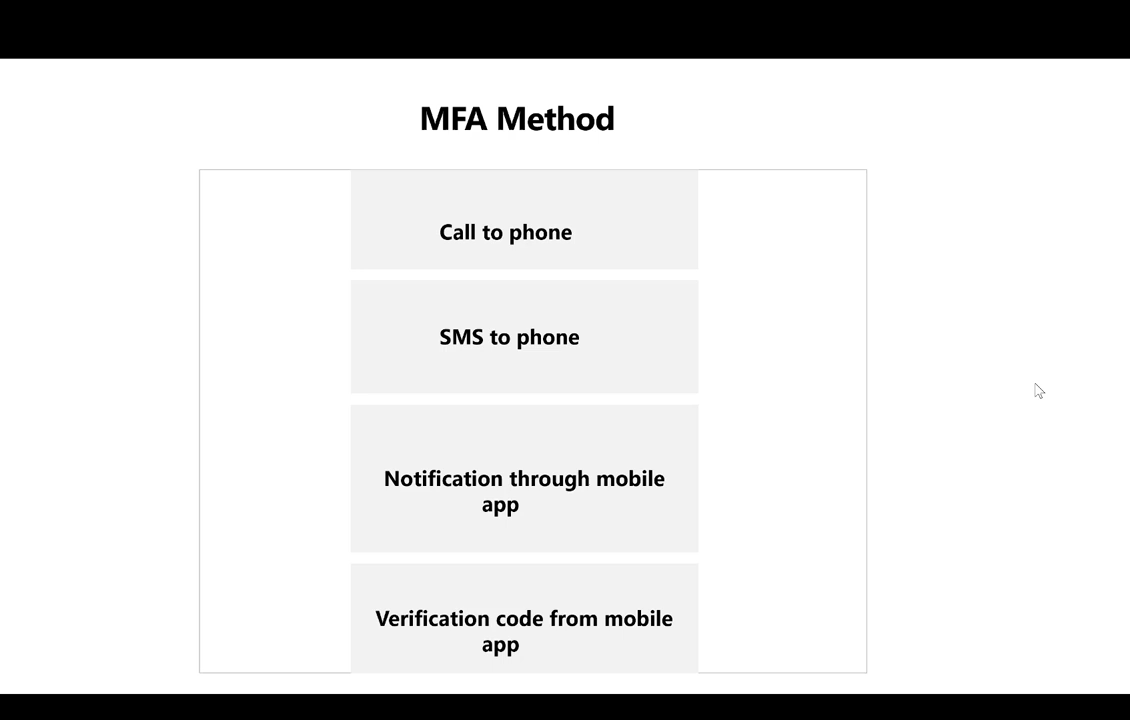 MFA Method
Call to phone
SMS to phone
Notification through mobile
app
Verification code from mobile
app